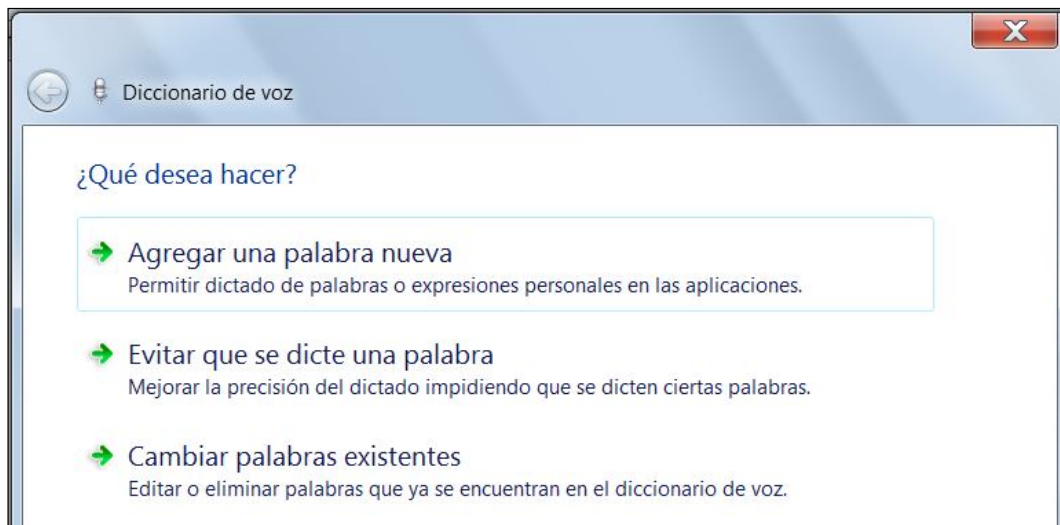 Diccionario de voz
¿Qué desea hacer?
Agregar una palabra nueva
Permitir dictado de palabras o expresiones personales en las aplicaciones.
Evitar que se dicte una palabra
Mejorar la precisión del dictado impidiendo que se dicten ciertas palabras.
Cambiar palabras existentes
Editar o eliminar palabras que ya se encuentran en el diccionario de voz.